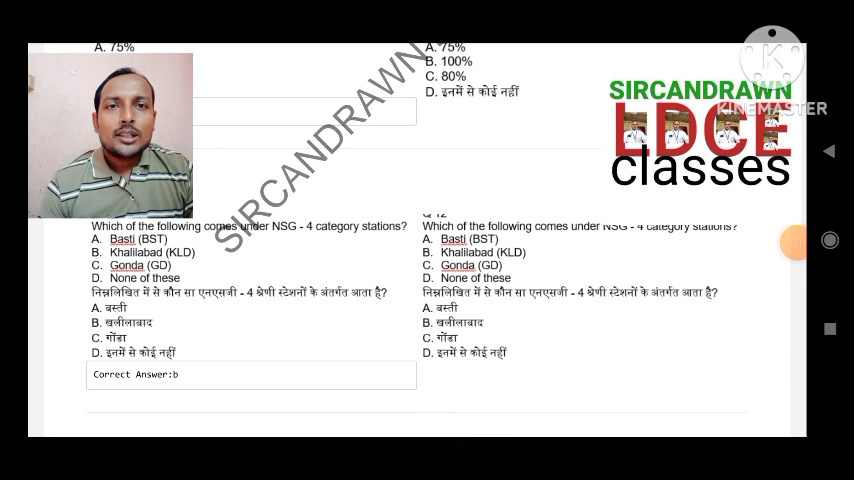 A. 75%
A. 75%
B. 100%
C. 80%
D. इनमें से कोई नहीं
SIRCANDRAWN
SIRCANDRAWN
K
KINEMASTER
LDCE
classes
Q 12
Which of the following comes under NSG - 4 category stations?
A. Basti (BST)
B. Khalilabad (KLD)
C. Gonda (GD)
D. None of these
निम्नलिखित में से कौन सा एनएसजी - 4 श्रेणी स्टेशनों के अंतर्गत आता है?
A. बस्ती
B. खलीलाबाद
C. गोंडा
D. इनमें से कोई नहीं
Correct Answer:b
Which of the following comes under NSG - 4 category stations?
A. Basti (BST)
B. Khalilabad (KLD)
C. Gonda (GD)
D. None of these
निम्नलिखित में से कौन सा एनएसजी - 4 श्रेणी स्टेशनों के अंतर्गत आता है?
A. बस्ती
B. खलीलाबाद
C. गोंडा
D. इनमें से कोई नहीं